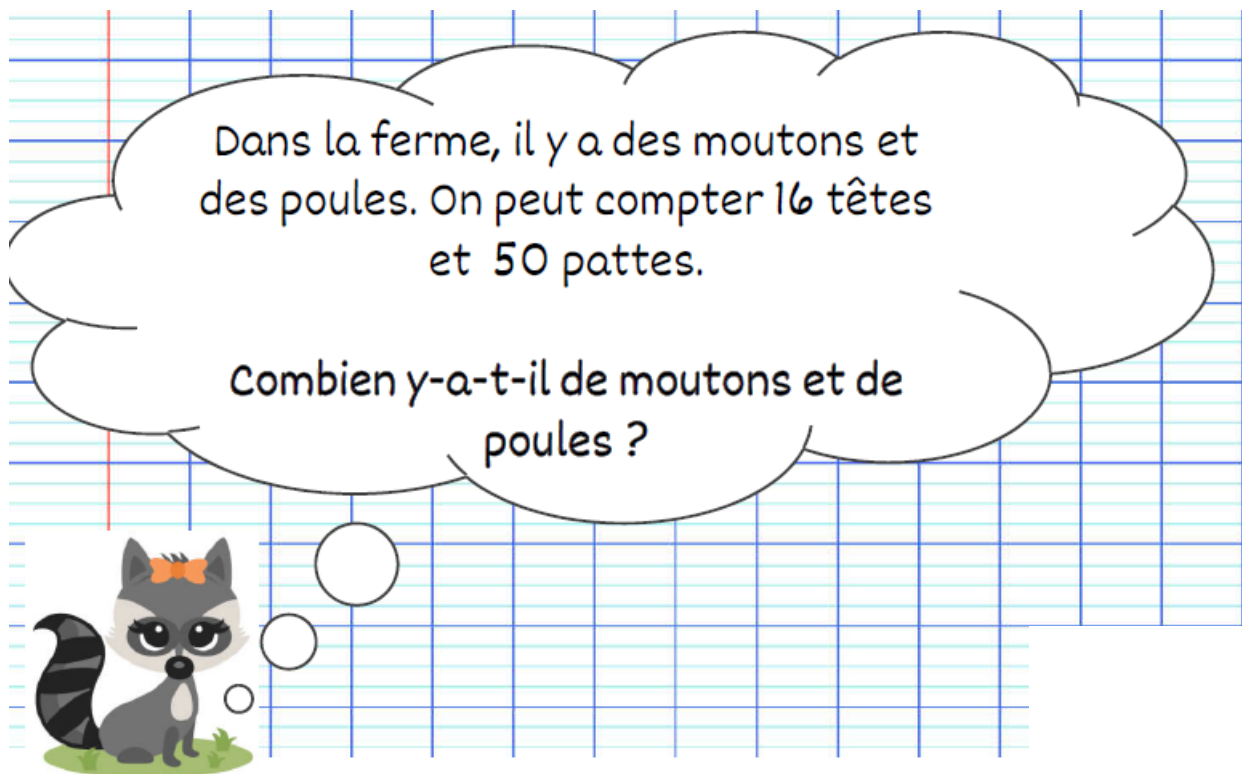 Dans la ferme, il y a des moutons et
des poules. On peut compter 16 têtes
et 50 pattes.
Combien y-a-t-il de moutons et de
poules ?